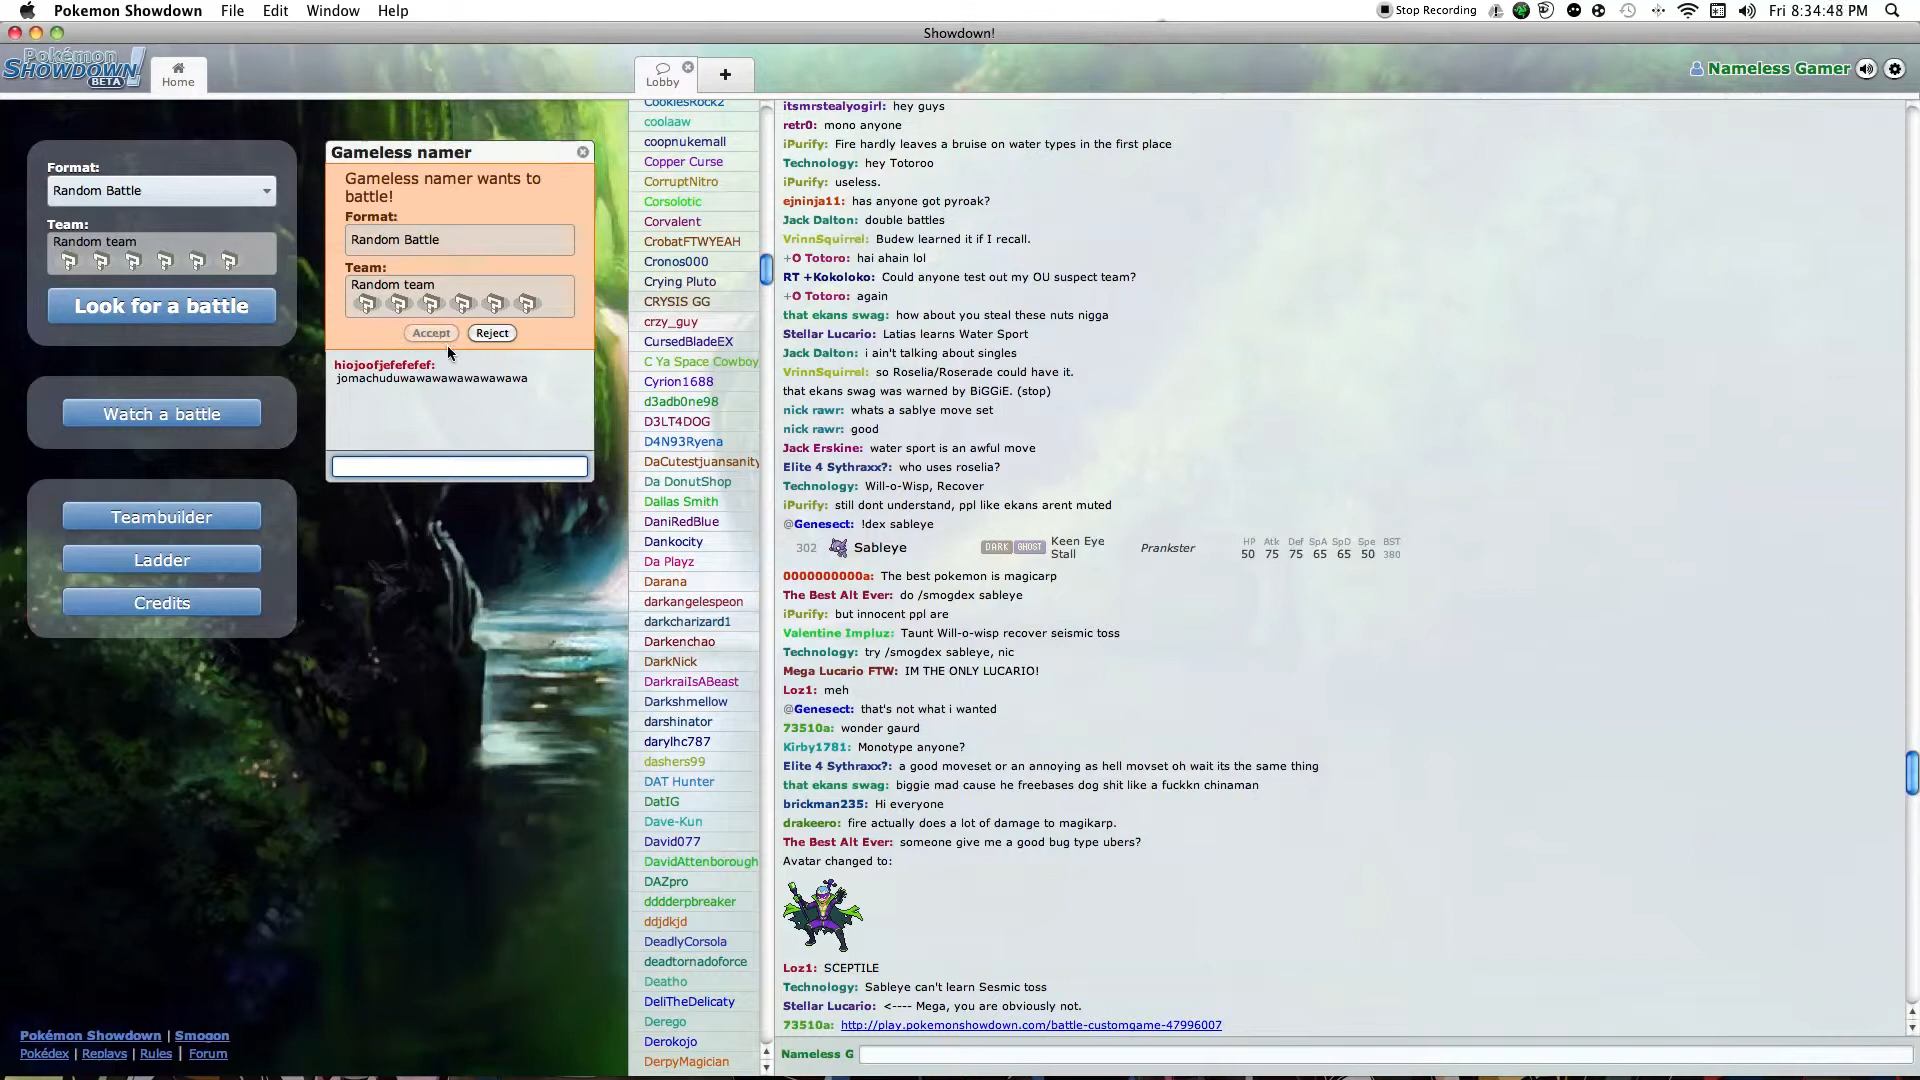 Pokemon Showdown File Edit Window Help
Stop Recording Fri 8:34:48 PM
Showdown!
Pokémon
SHOWDOWN!
BETA
Home
Lobby
+
Nameless Gamer
Format:
Random Battle
Team:
Random team
Look for a battle
Watch a battle
Teambuilder
Ladder
Credits
Pokémon Showdown | Smogon
Pokédex | Replays | Rules | Forum
Gameless namer
Gameless namer wants to
battle!
Format:
Random Battle
Team:
Random team
Accept Reject
hiojoofjefefefef:
jomachuduwawawawawawawawa
CookiesRock2
coolaaw
coopnukemall
Copper Curse
CorruptNitro
Corsolotic
Corvalent
CrobatFTWYEAH
Cronos000
Crying Pluto
CRYSIS GG
crzy_guy
CursedBladeEX
C Ya Space Cowboy
Cyrion1688
d3adb0ne98
D3LT4DOG
D4N93Ryena
DaCutestjuansanity
Da DonutShop
Dallas Smith
DaniRedBlue
Dankocity
Da Playz
Darana
darkangelespeon
darkcharizard1
Darkenchao
DarkNick
DarkraiIsABeast
Darkshmellow
darshinator
darylhc787
dashers99
DAT Hunter
DatIG
Dave-Kun
David077
DavidAttenborough
DAZpro
dddderpbreaker
ddjdkjd
DeadlyCorsola
deadtornadoforce
Deatho
DeliTheDelicaty
Derego
Derokojo
DerpyMagician
itsmrstealyogirl: hey guys
retr0: mono anyone
iPurify: Fire hardly leaves a bruise on water types in the first place
Technology: hey Totoroo
iPurify: useless.
ejninja11: has anyone got pyroak?
Jack Dalton: double battles
VrinnSquirrel: Budew learned it if I recall.
+O Totoro: hai ahain lol
RT +Kokoloko: Could anyone test out my OU suspect team?
+O Totoro: again
that ekans swag: how about you steal these nuts nigga
Stellar Lucario: Latias learns Water Sport
Jack Dalton: i ain't talking about singles
VrinnSquirrel: so Roselia/Roserade could have it.
that ekans swag was warned by BiGGiE. (stop)
nick rawr: whats a sablye move set
nick rawr: good
Jack Erskine: water sport is an awful move
Elite 4 Sythraxx?: who uses roselia?
Technology: Will-o-Wisp, Recover
iPurify: still dont understand, ppl like ekans arent muted
@Genesect: !dex sableye
302 Sableye DARK GHOST Keen Eye Stall Prankster HP 50 Atk 75 Def 75 SpA 65 SpD 65 Spe 50 BST 380
0000000000a: The best pokemon is magicarp
The Best Alt Ever: do /smogdex sableye
iPurify: but innocent ppl are
Valentine Impluz: Taunt Will-o-wisp recover seismic toss
Technology: try /smogdex sableye, nic
Mega Lucario FTW: IM THE ONLY LUCARIO!
Loz1: meh
@Genesect: that's not what i wanted
73510a: wonder gaurd
Kirby1781: Monotype anyone?
Elite 4 Sythraxx?: a good moveset or an annoying as hell movset oh wait its the same thing
that ekans swag: biggie mad cause he freebases dog shit like a fuckkn chinaman
brickman235: Hi everyone
drakeero: fire actually does a lot of damage to magikarp.
The Best Alt Ever: someone give me a good bug type ubers?
Avatar changed to:
Loz1: SCEPTILE
Technology: Sableye can't learn Sesmic toss
Stellar Lucario: <---- Mega, you are obviously not.
73510a: http://play.pokemonshowdown.com/battle-customgame-47996007
Nameless G